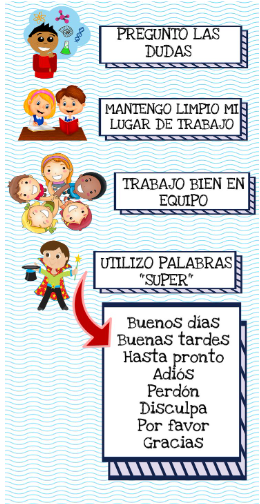 PREGUNTO LAS
DUDAS
MANTENGO LIMPIO MI
LUGAR DE TRABAJO
TRABAJO BIEN EN
EQUIPO
UTILIZO PALABRAS
"SUPER"
Buenos días
Buenas tardes
Hasta pronto
Adiós
Perdón
Disculpa
Por favor
Gracias